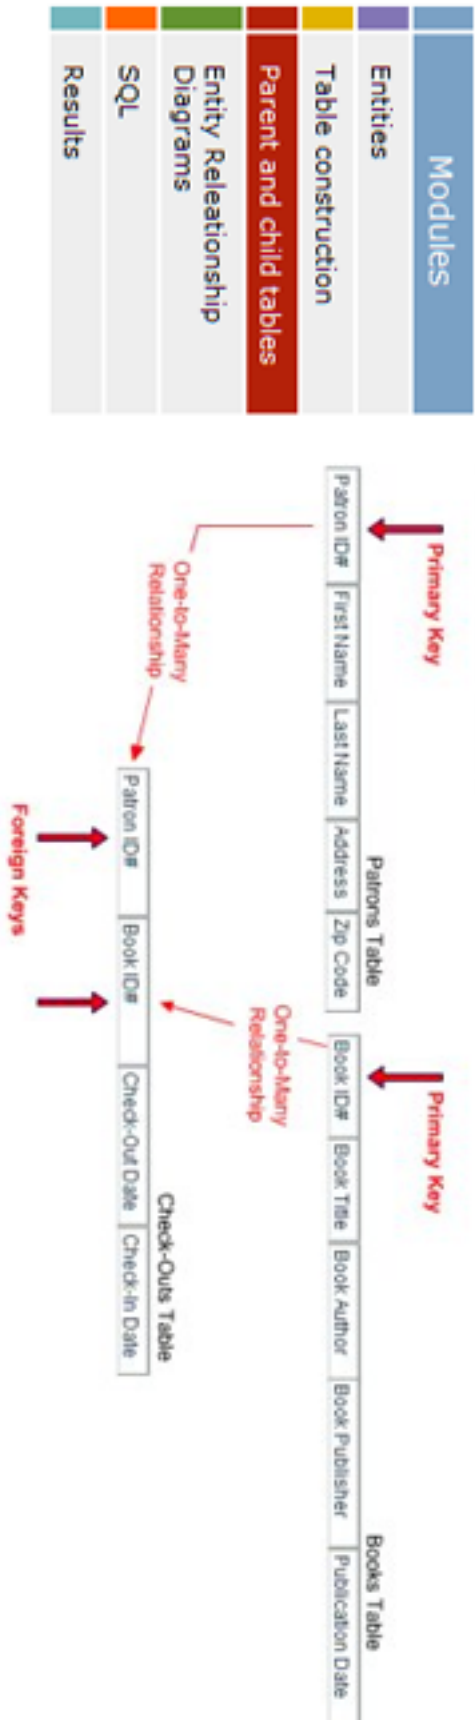 Modules
Entities
Table construction
Parent and child tables
Entity Releationship
Diagrams
SQL
Results
Primary Key
Primary Key
Patrons Table
Books Table
Patron ID# First Name Last Name Address Zip Code
Book ID# Book Title Book Author Book Publisher Publication Date
One-to-Many
Relationship
One-to-Many
Relationship
Check-Outs Table
Patron ID# Book ID# Check-Out Date Check-In Date
Foreign Keys